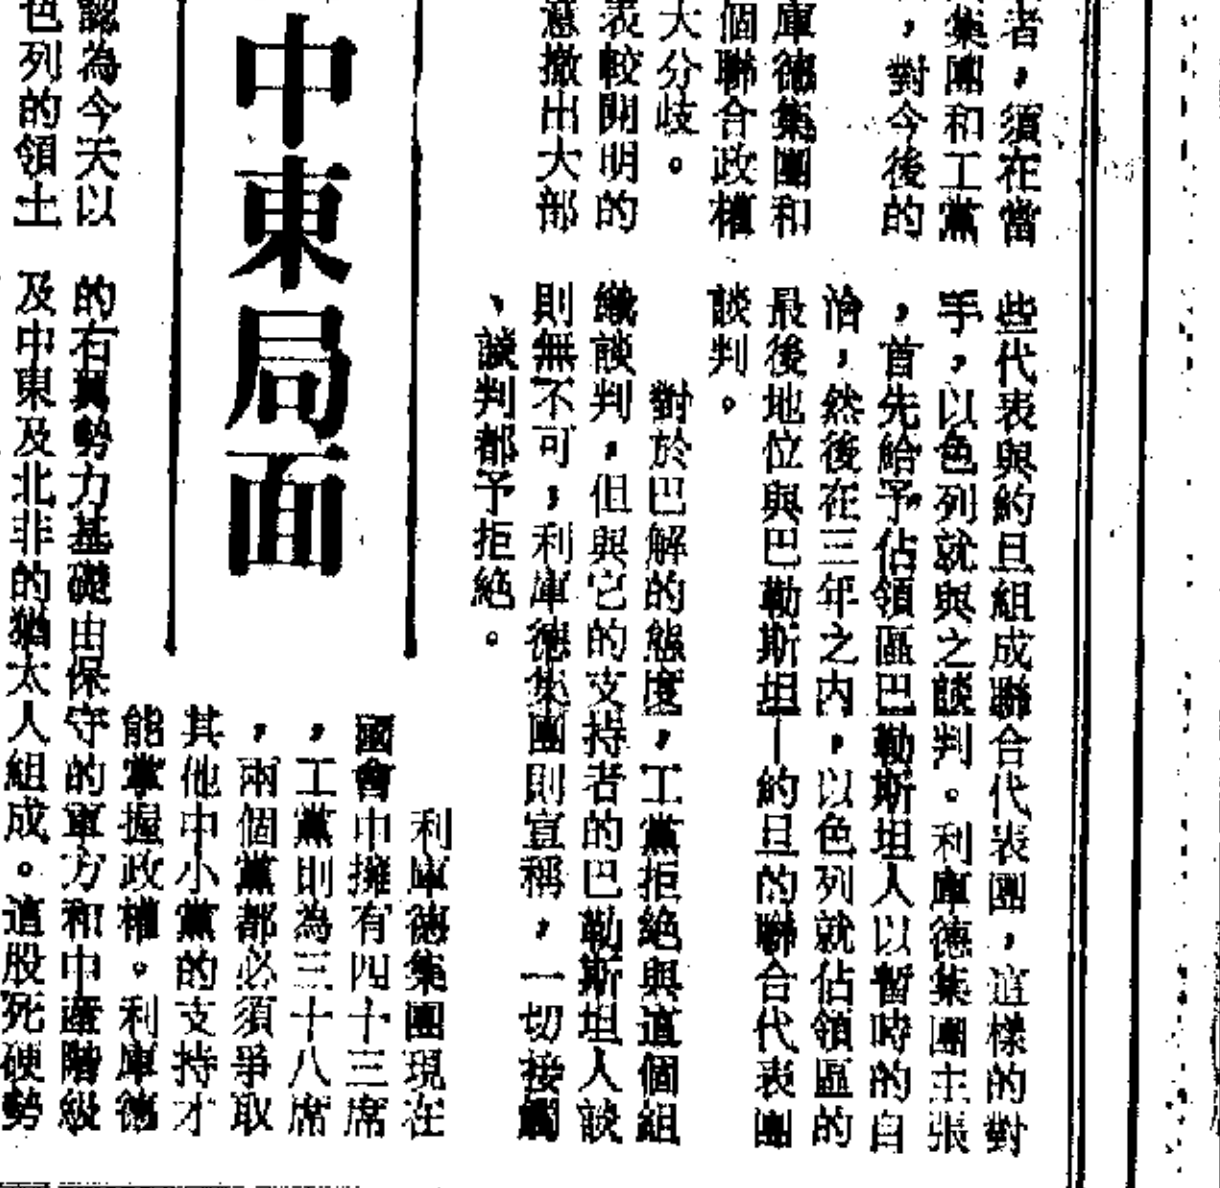 者，須在當
集團和工黨
，對今後的
庫德集團和
個聯合政權
大分歧。
表較開明的
意撤出大部
中東局面
認為今天以
色列的領土
些代表與約旦組成聯合代表團，這樣的對
手，以色列就與之談判。利庫德集團主張
，首先給予佔領區巴勒斯坦人以暫時的自
治，然後在三年之內，以色列就佔領區的
最後地位與巴勒斯坦—約旦的聯合代表團
談判。
對於巴解的態度，工黨拒絶與這個組
織談判，但與它的支持者的巴勒斯坦人談
則無不可；利庫德集團則宣稱，一切接觸
、談判都予拒絶。
利庫德集團現在
國會中擁有四十三席
，工黨則為三十八席
，兩個黨都必須爭取
其他中小黨的支持才
能掌握政權。利庫德
的右翼勢力基礎由保守的軍方和中產階級
及中東及北非的猶太人組成。這股死硬勢